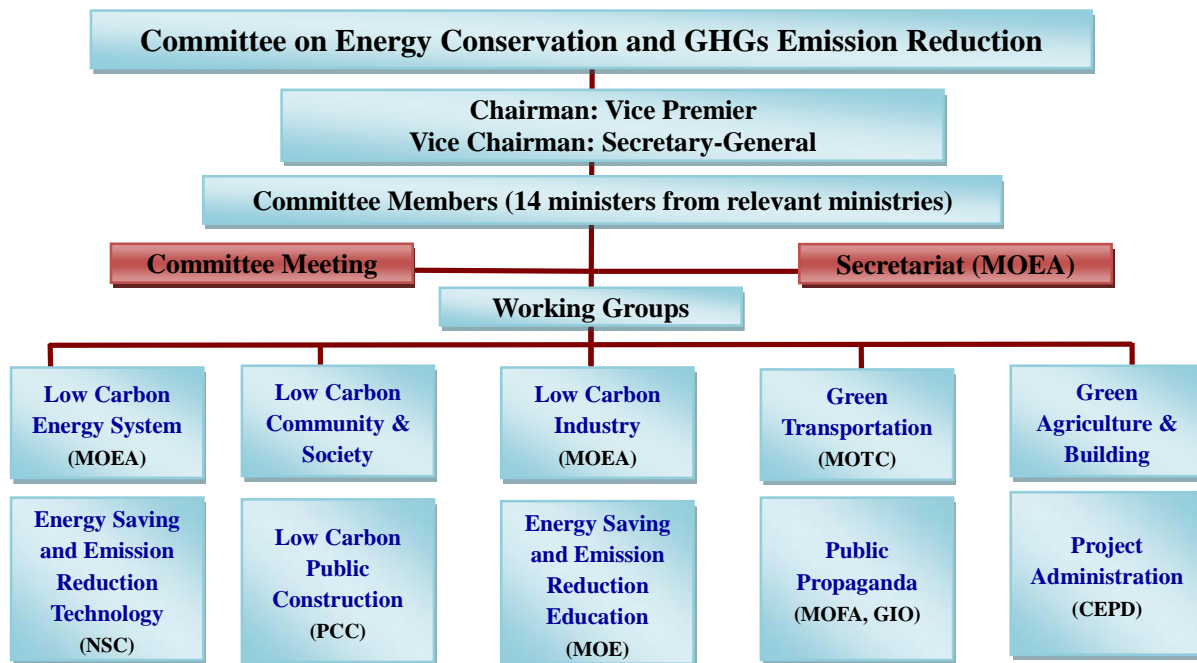 Committee on Energy Conservation and GHGs Emission Reduction
Chairman: Vice Premier
Vice Chairman: Secretary-General
Committee Members (14 ministers from relevant ministries)
Committee Meeting
Secretariat (MOEA)
Working Groups
Low Carbon
Energy System
(MOEA)
Low Carbon
Community &
Society
Low Carbon
Industry
(MOEA)
Green
Transportation
(MOTC)
Green
Agriculture &
Building
Energy Saving
and Emission
Reduction
Technology
(NSC)
Low Carbon
Public
Construction
(PCC)
Energy Saving
and Emission
Reduction
Education
(MOE)
Public
Propaganda
(MOFA, GIO)
Project
Administration
(CEPD)